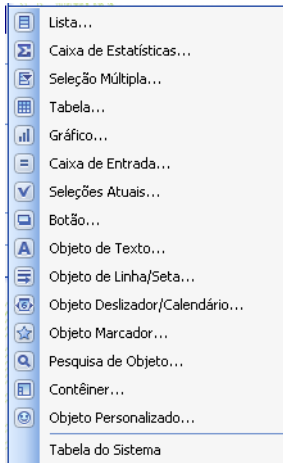 Lista...
Caixa de Estatísticas...
Seleção Múltipla...
Tabela...
Gráfico...
Caixa de Entrada...
Seleções Atuais...
Botão...
Objeto de Texto...
Objeto de Linha/Seta...
Objeto Deslizador/Calendário...
Objeto Marcador...
Pesquisa de Objeto...
Contêiner...
Objeto Personalizado...
Tabela do Sistema